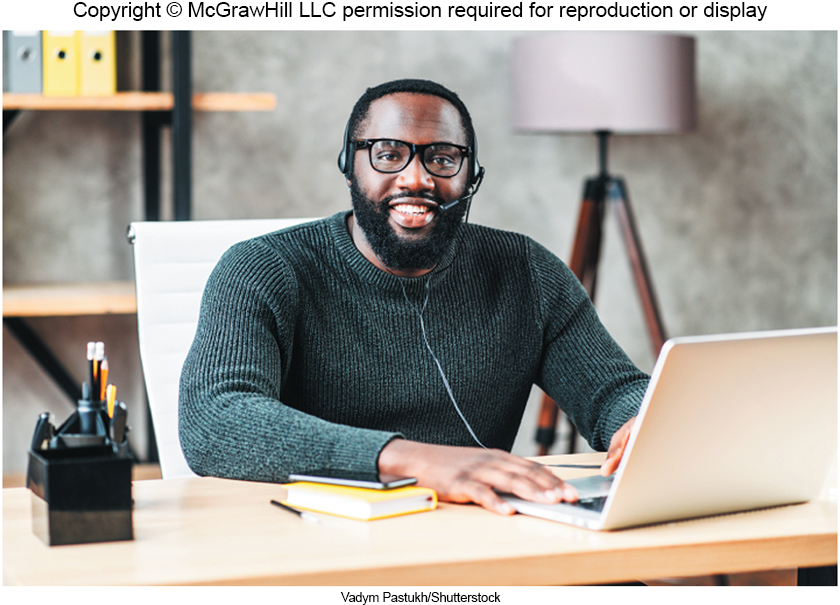 Copyright © McGrawHill LLC permission required for reproduction or display
Vadym Pastukh/Shutterstock